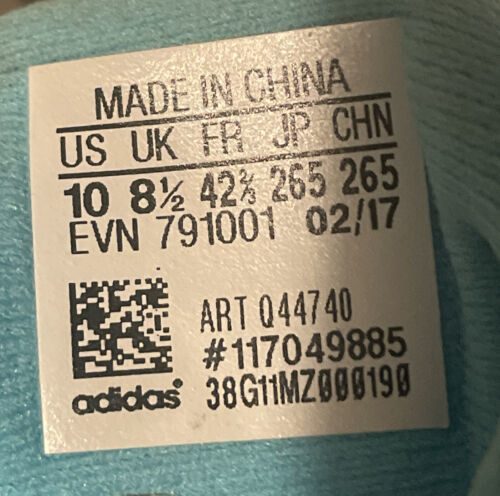 MADE IN CHINA
US UK FR JP CHN
10 8½ 42⅔ 265 265
EVN 791001 02/17
ART Q44740
#117049885
adidas® 38G11MZ000190